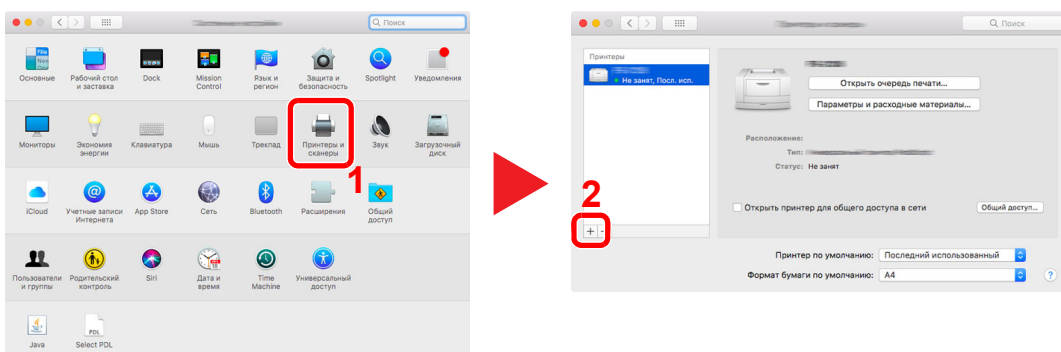 Поиск
Основные
Рабочий стол
и заставка
Dock
Mission
Control
Язык и
регион
Защита и
безопасность
Spotlight
Уведомления
Мониторы
Экономия
энергии
Клавиатура
Мышь
Трекпад
Принтеры и
сканеры
Звук
Загрузочный
диск
1
iCloud
Учетные записи
Интернета
App Store
Сеть
Bluetooth
Расширения
Общий
доступ
Пользователи
и группы
Родительский
контроль
Siri
Дата и
время
Time
Machine
Универсальный
доступ
Java
PDL
Select PDL
Поиск
Принтеры
Не занят, Посл. исп.
Открыть очередь печати...
Параметры и расходные материалы...
Расположение:
Тип:
Статус: Не занят
2
Открыть принтер для общего доступа в сети
Общий доступ...
+ -
Принтер по умолчанию: Последний использованный
Формат бумаги по умолчанию: A4
?